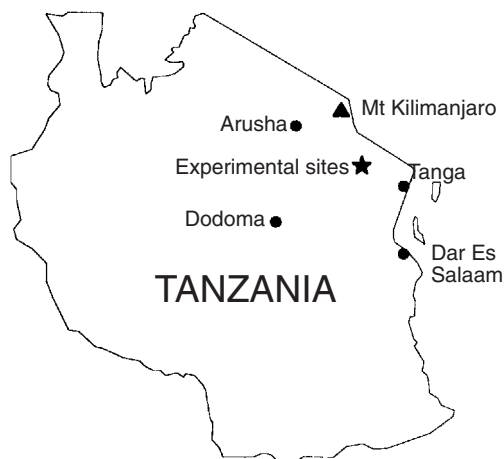 Mt Kilimanjaro
Arusha
Experimental sites
Tanga
Dodoma
Dar Es
Salaam
TANZANIA